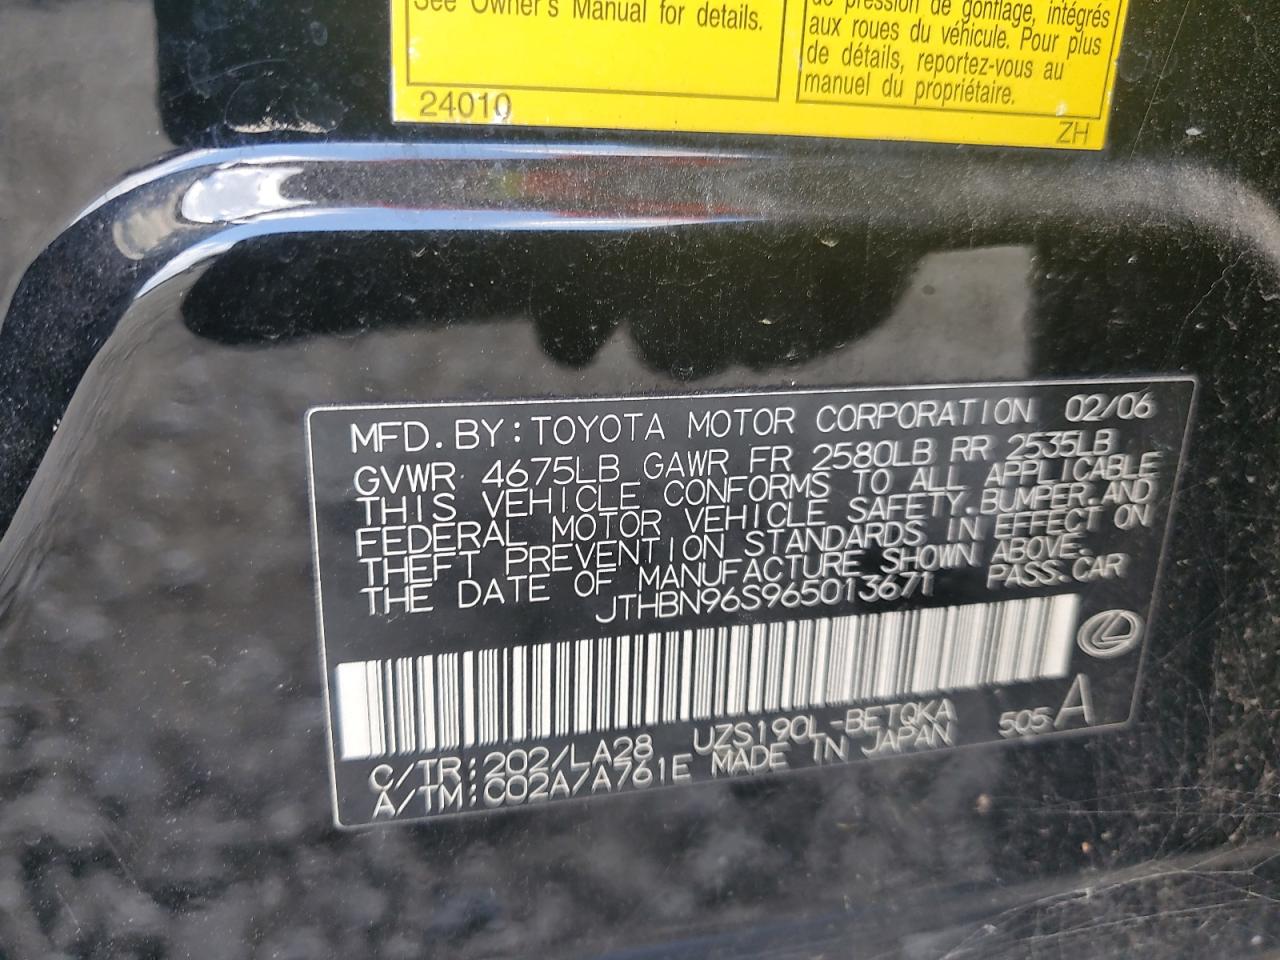 See Owner's Manual for details.
de pression de gonflage, intégrés
aux roues du véhicule. Pour plus
de détails, reportez-vous au
manuel du propriétaire.
24010
ZH
MFD. BY: TOYOTA MOTOR CORPORATION 02/06
GVWR 4675LB GAWR FR 2580LB RR 2535LB
THIS VEHICLE CONFORMS TO ALL APPLICABLE
FEDERAL MOTOR VEHICLE SAFETY. BUMPER. AND
THEFT PREVENTION STANDARDS IN EFFECT ON
THE DATE OF MANUFACTURE SHOWN ABOVE.
JTHBN96S965013671 PASS. CAR
C/TR: 202/LA28 UZS190L-BETQKA 505 A
A/TM: C02A/A761E MADE IN JAPAN